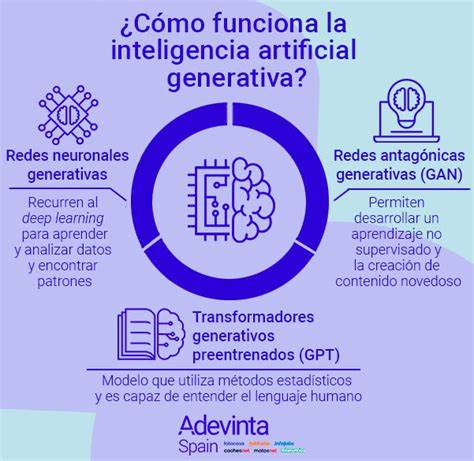 ¿Cómo funciona la
inteligencia artificial
generativa?
Redes neuronales
generativas
Recurren al
deep learning
para aprender
y analizar datos
y encontrar
patrones
Redes antagónicas
generativas (GAN)
Permiten
desarrollar un
aprendizaje no
supervisado y
la creación de
contenido novedoso
Transformadores
generativos
preentrenados (GPT)
Modelo que utiliza métodos estadísticos
y es capaz de entender el lenguaje humano
Adevinta
Spain
fotocasa habitaclia infojobs
coches.net motos.net milanuncios